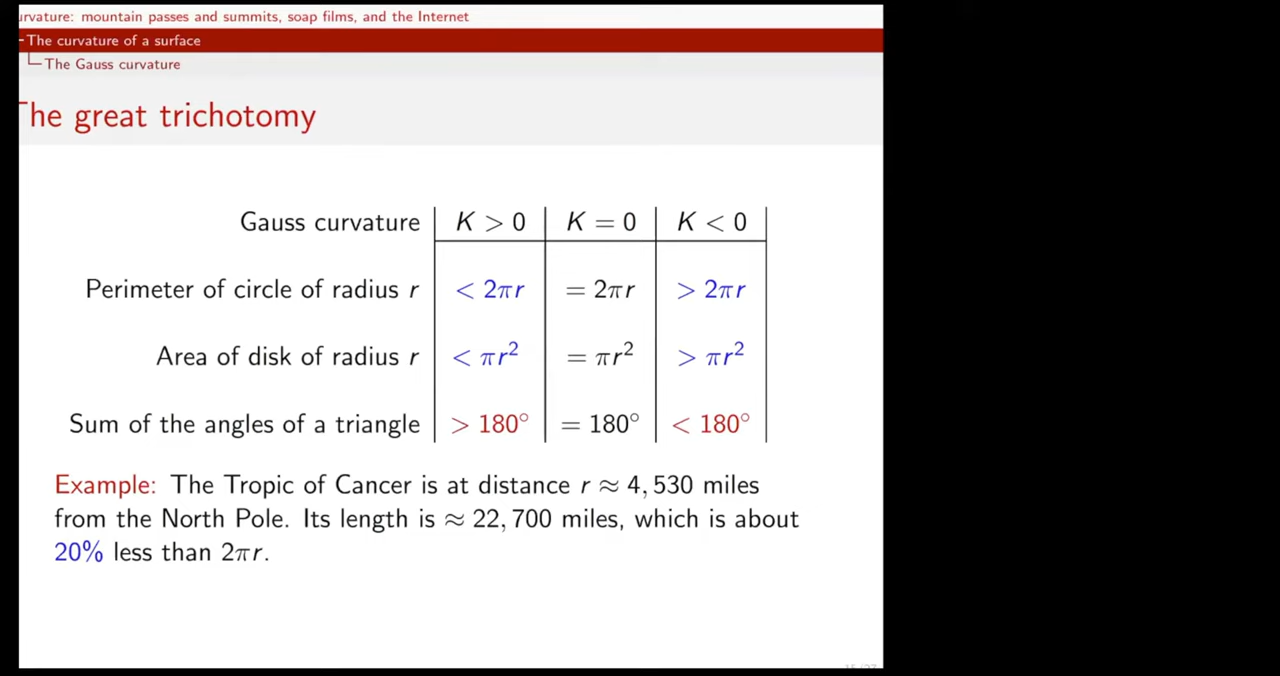 urvature: mountain passes and summits, soap films, and the Internet
The curvature of a surface
The Gauss curvature
The great trichotomy
Gauss curvature K > 0 K = 0 K < 0
Perimeter of circle of radius r < 2πr = 2πr > 2πr
Area of disk of radius r < πr² = πr² > πr²
Sum of the angles of a triangle > 180° = 180° < 180°
Example: The Tropic of Cancer is at distance r ≈ 4, 530 miles
from the North Pole. Its length is ≈ 22, 700 miles, which is about
20% less than 2πr.